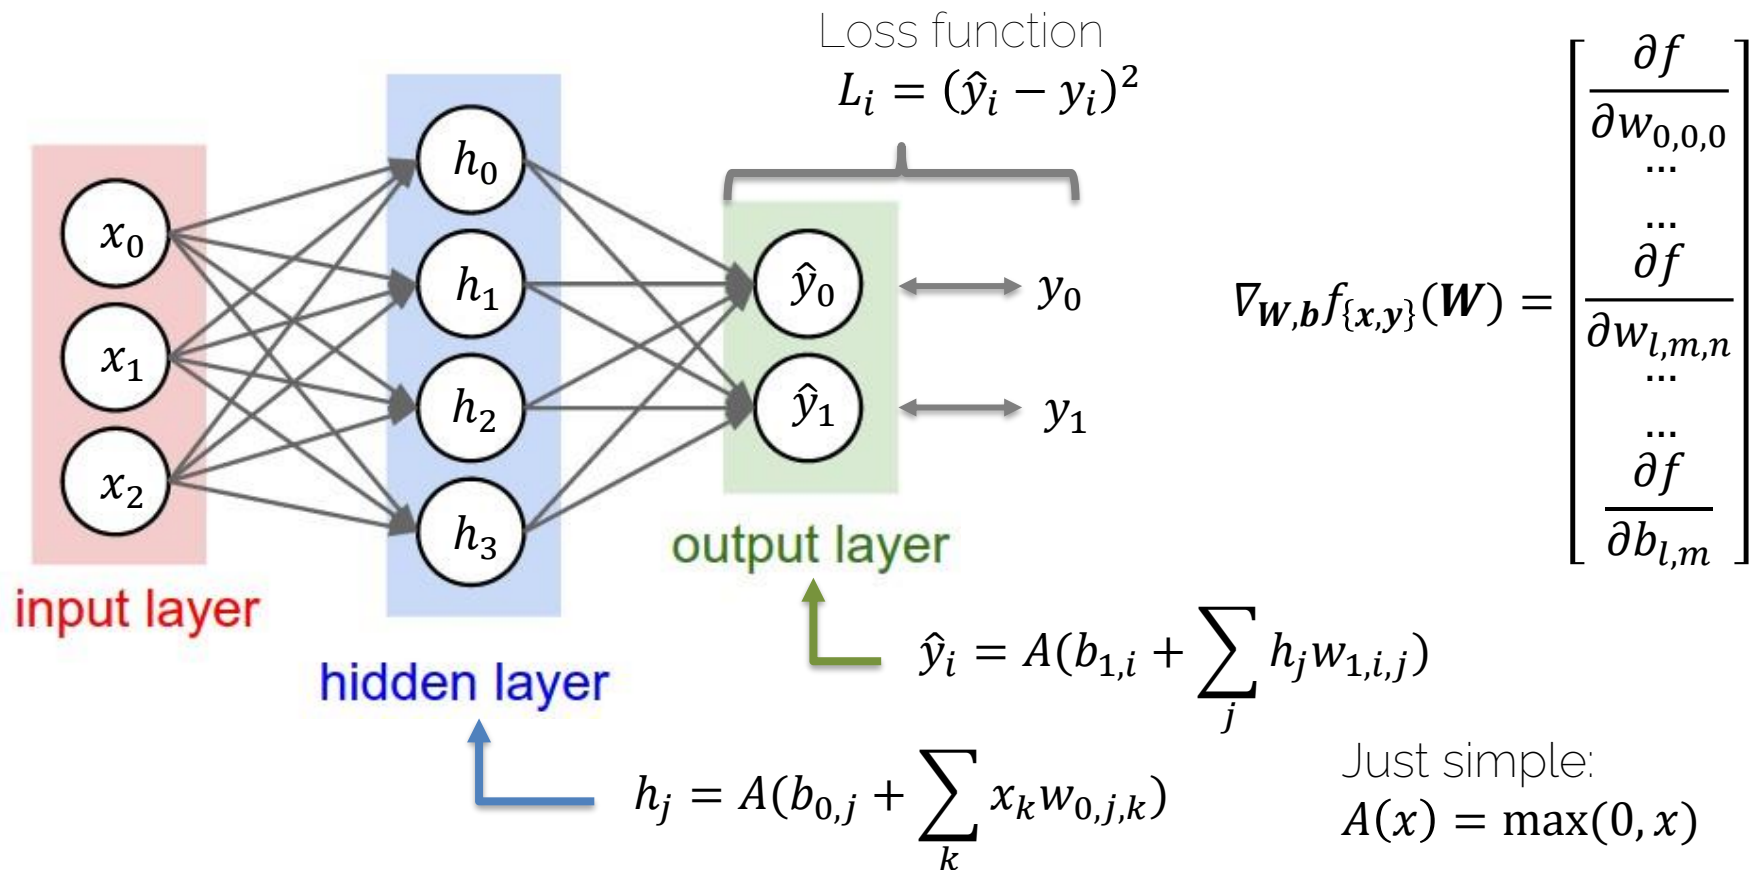 Loss function
L_i = (ŷ_i − y_i)^2
x_0
x_1
x_2
input layer
h_0
h_1
h_2
h_3
hidden layer
ŷ_0
ŷ_1
output layer
y_0
y_1
∇_{W,b} f_{{x,y}}(W) = [ ∂f/∂w_{0,0,0}
...
...
∂f/∂w_{l,m,n}
...
...
∂f/∂b_{l,m} ]
ŷ_i = A(b_{1,i} + ∑_j h_j w_{1,i,j})
h_j = A(b_{0,j} + ∑_k x_k w_{0,j,k})
Just simple:
A(x) = max(0, x)